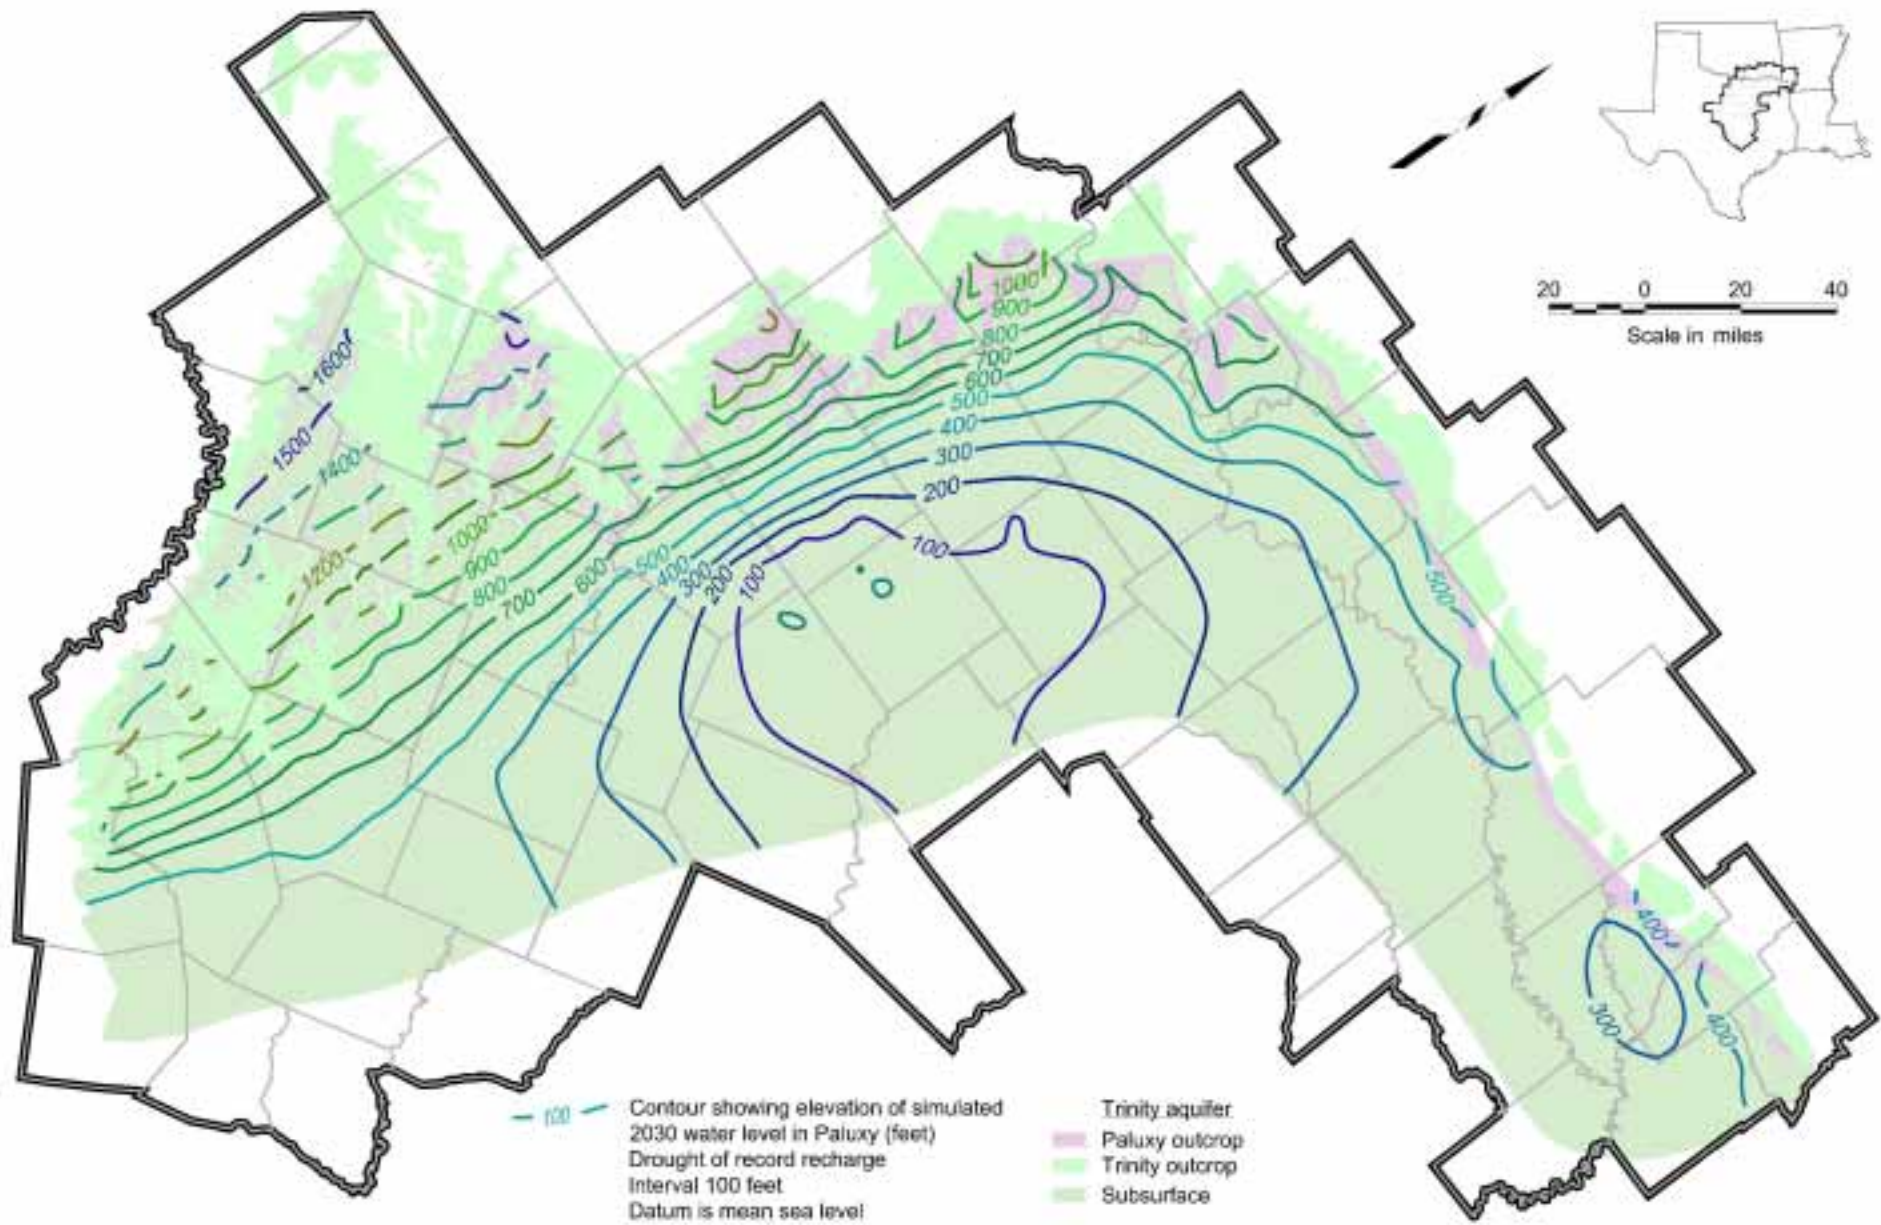 20 0 20 40
Scale in miles
1000
900
800
700
600
500
400
300
200
100
1600
1500
1400
1200
1000
900
800
700
600
500
400
300
200
100
500
400
300
400
100
Contour showing elevation of simulated
2030 water level in Paluxy (feet)
Drought of record recharge
Interval 100 feet
Datum is mean sea level
Trinity aquifer
Paluxy outcrop
Trinity outcrop
Subsurface